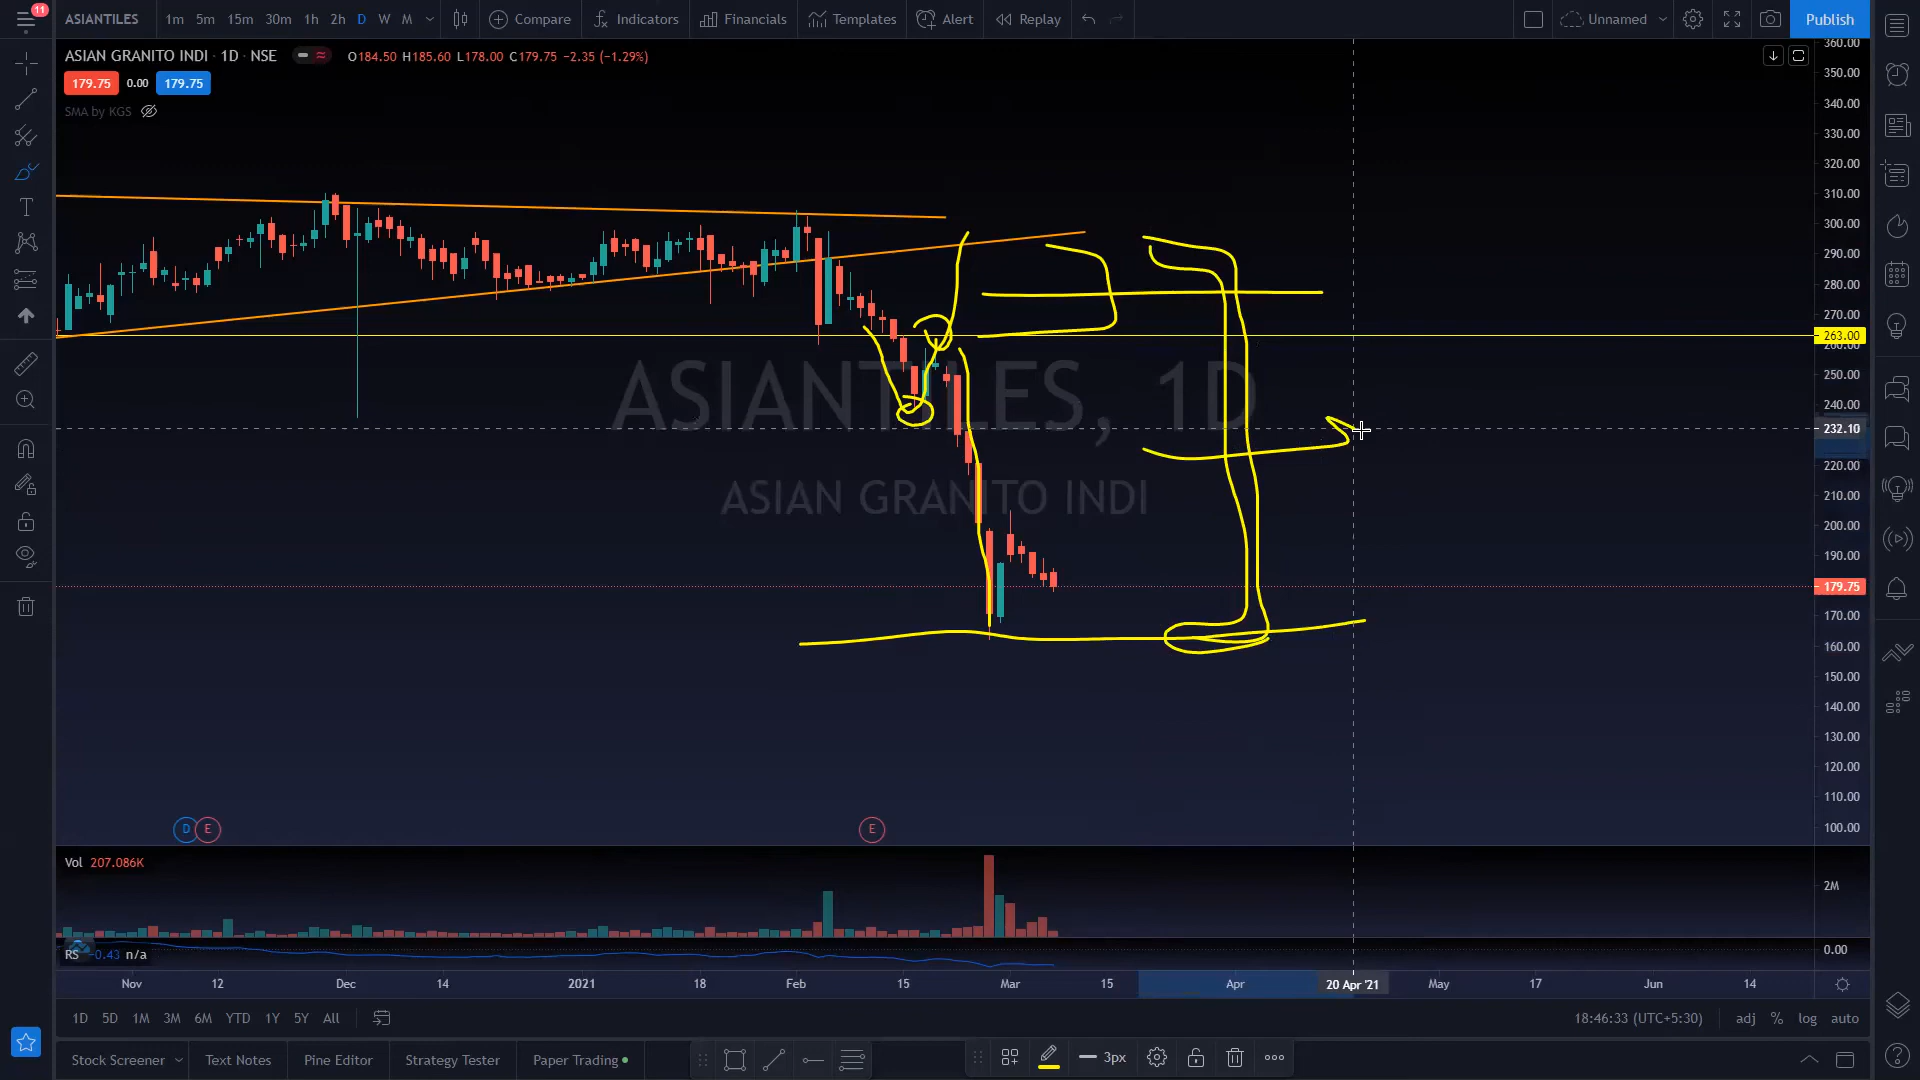 11
ASIANTILES 1m 5m 15m 30m 1h 2h D W M Compare Indicators Financials Templates Alert Replay Unnamed Publish
ASIAN GRANITO INDI · 1D · NSE O184.50 H185.60 L178.00 C179.75 −2.35 (−1.29%)
179.75 0.00 179.75
SMA by KGS
ASIANTILES, 1D
ASIAN GRANITO INDI
360.00
350.00
340.00
330.00
320.00
310.00
300.00
290.00
280.00
270.00
263.00
260.00
250.00
240.00
232.10
220.00
210.00
200.00
190.00
179.75
170.00
160.00
150.00
140.00
130.00
120.00
110.00
100.00
D E E
Vol 207.086K
2M
RS −0.43 n/a
0.00
Nov 12 Dec 14 2021 18 Feb 15 Mar 15 Apr 20 Apr '21 May 17 Jun 14
1D 5D 1M 3M 6M YTD 1Y 5Y All 18:46:33 (UTC+5:30) adj % log auto
Stock Screener Text Notes Pine Editor Strategy Tester Paper Trading 3px